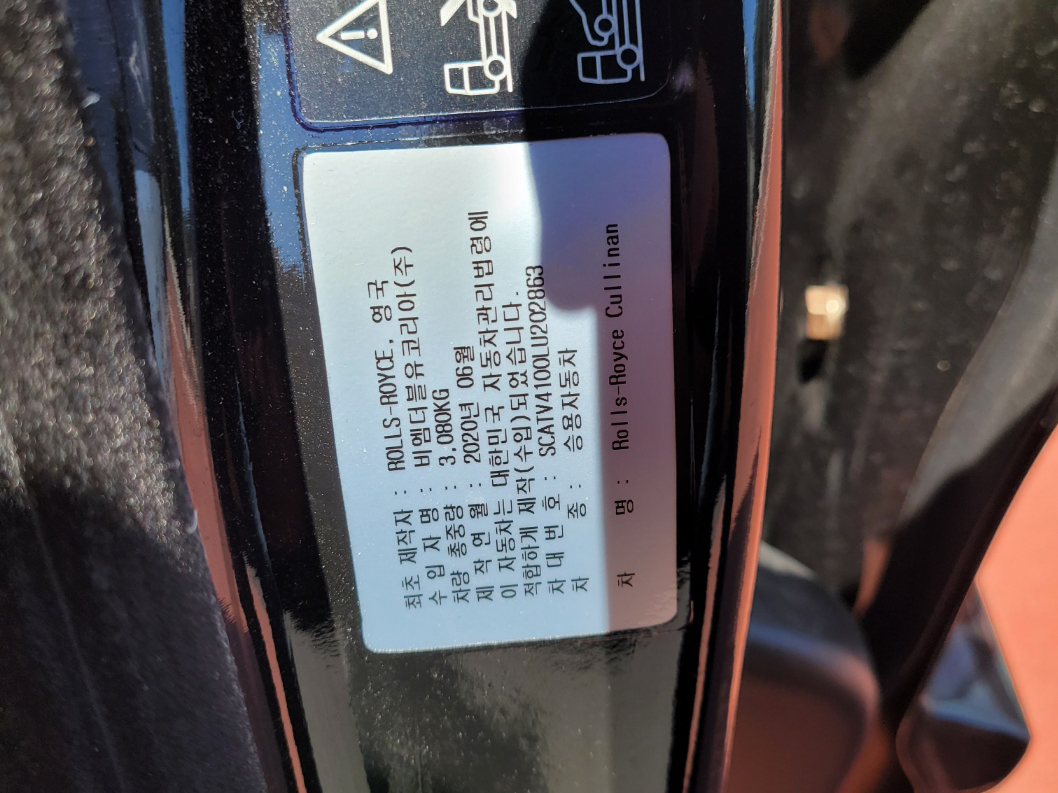 최초 제작자 : ROLLS-ROYCE, 영국
수 입 사 명 : 비엠더블유코리아(주)
차량 총중량 : 3,080KG
제 작 연 월 : 2020년 06월
이 자동차는 대한민국 자동차관리법령에
적합하게 제작(수입)되었습니다.
차 대 번 호 : SCATV4100LU202863
차 종 : 승용자동차
차 명 : Rolls-Royce Cullinan